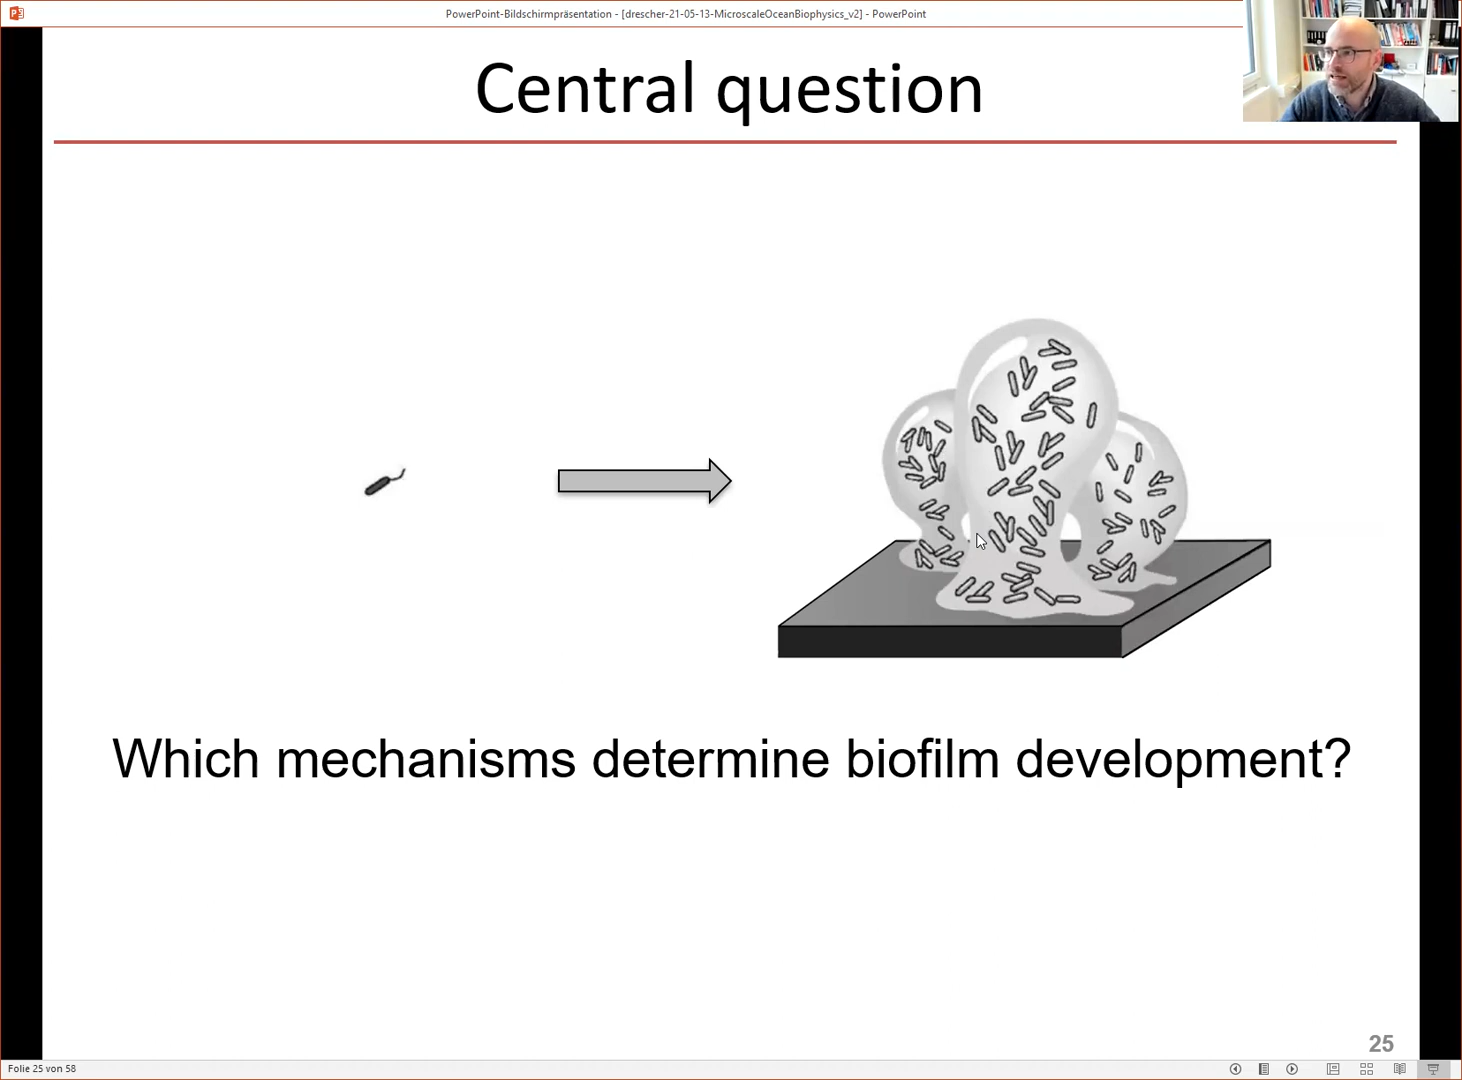 PowerPoint-Bildschirmpräsentation - [drescher-21-05-13-MicroscaleOceanBiophysics_v2] - PowerPoint
Central question
Which mechanisms determine biofilm development?
25
Folie 25 von 58